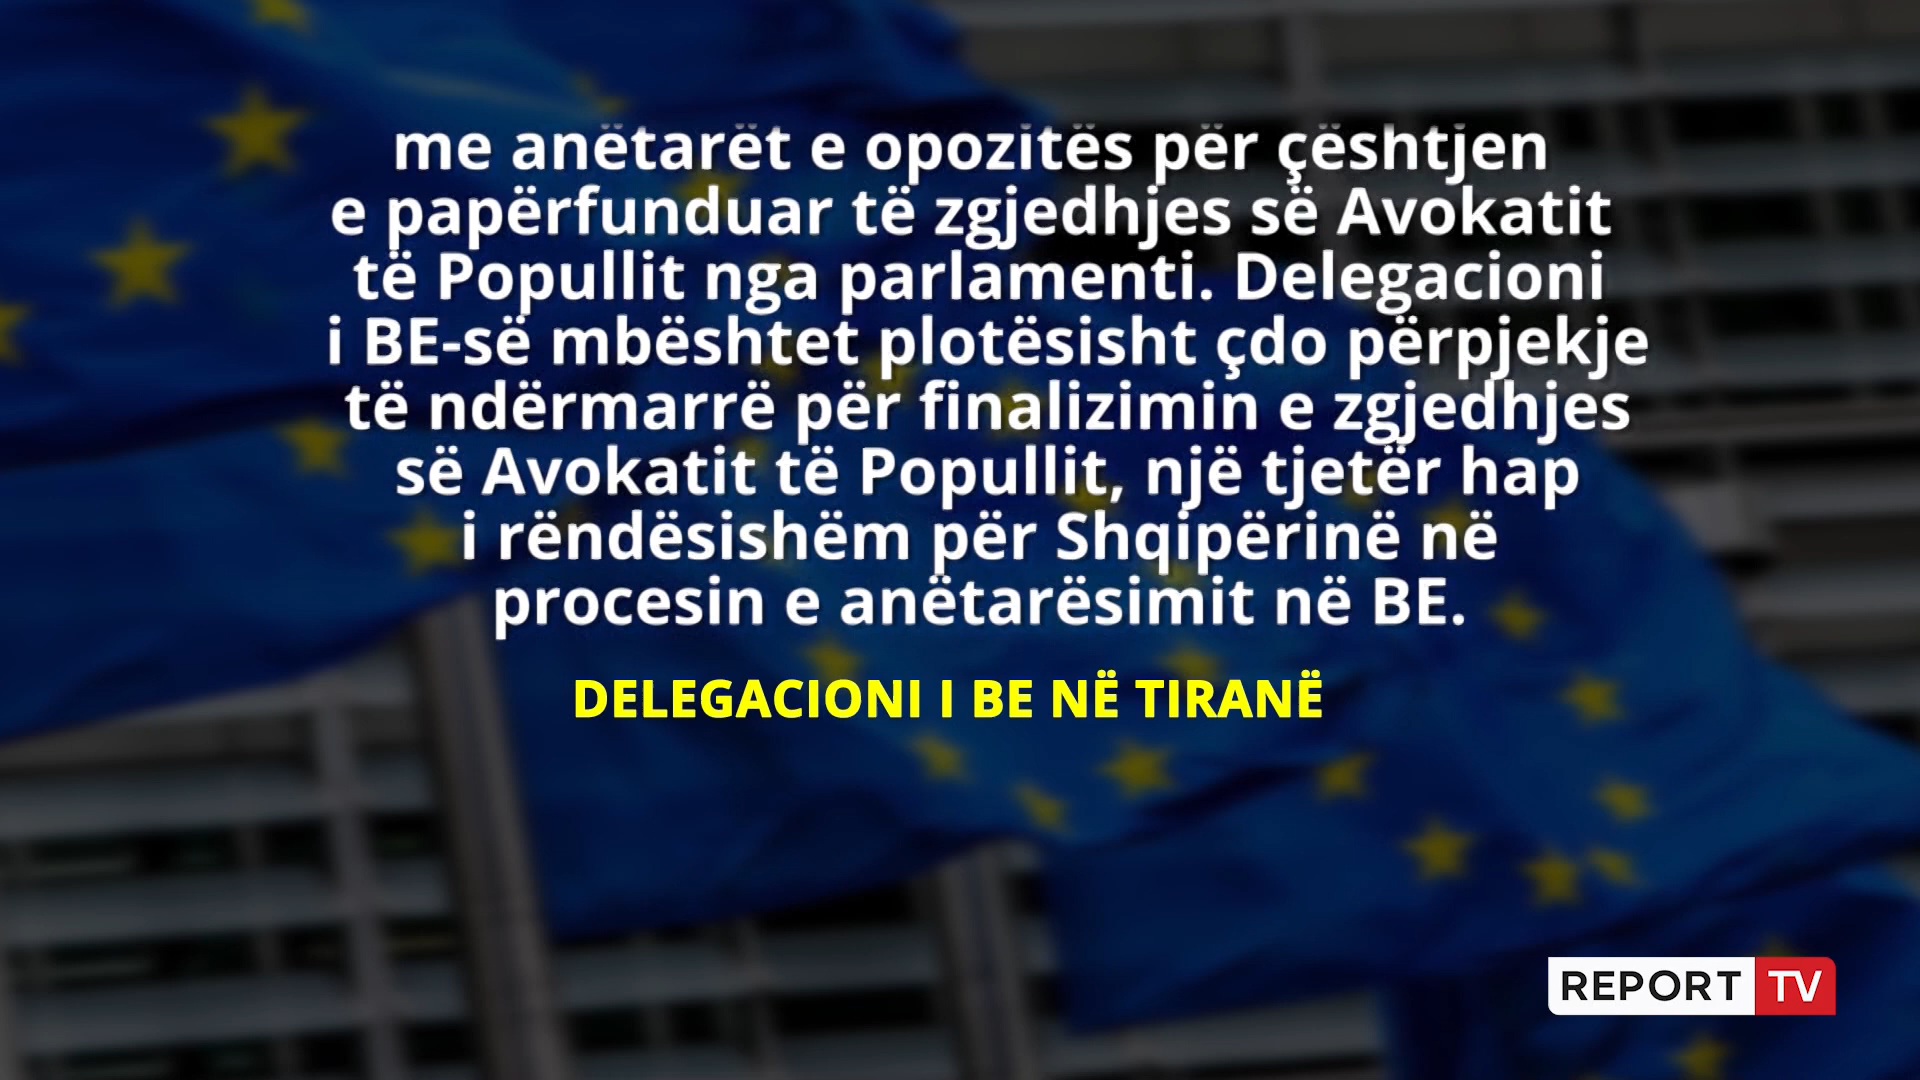 me anëtarët e opozitës për çështjen
e papërfunduar të zgjedhjes së Avokatit
të Popullit nga parlamenti. Delegacioni
i BE-së mbështet plotësisht çdo përpjekje
të ndërmarrë për finalizimin e zgjedhjes
së Avokatit të Popullit, një tjetër hap
i rëndësishëm për Shqipërinë në
procesin e anëtarësimit në BE.
DELEGACIONI I BE NË TIRANË
REPORT TV